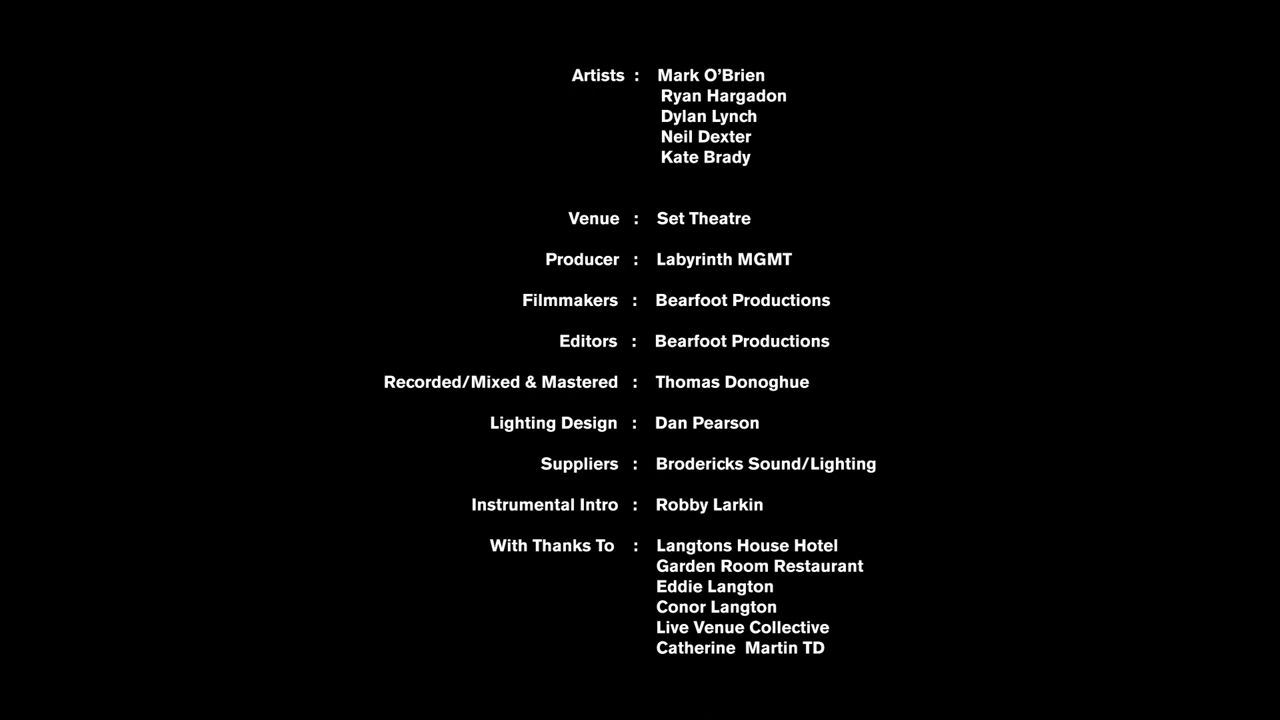 Artists : Mark O’Brien
Ryan Hargadon
Dylan Lynch
Neil Dexter
Kate Brady
Venue : Set Theatre
Producer : Labyrinth MGMT
Filmmakers : Bearfoot Productions
Editors : Bearfoot Productions
Recorded/Mixed & Mastered : Thomas Donoghue
Lighting Design : Dan Pearson
Suppliers : Brodericks Sound/Lighting
Instrumental Intro : Robby Larkin
With Thanks To : Langtons House Hotel
Garden Room Restaurant
Eddie Langton
Conor Langton
Live Venue Collective
Catherine  Martin TD